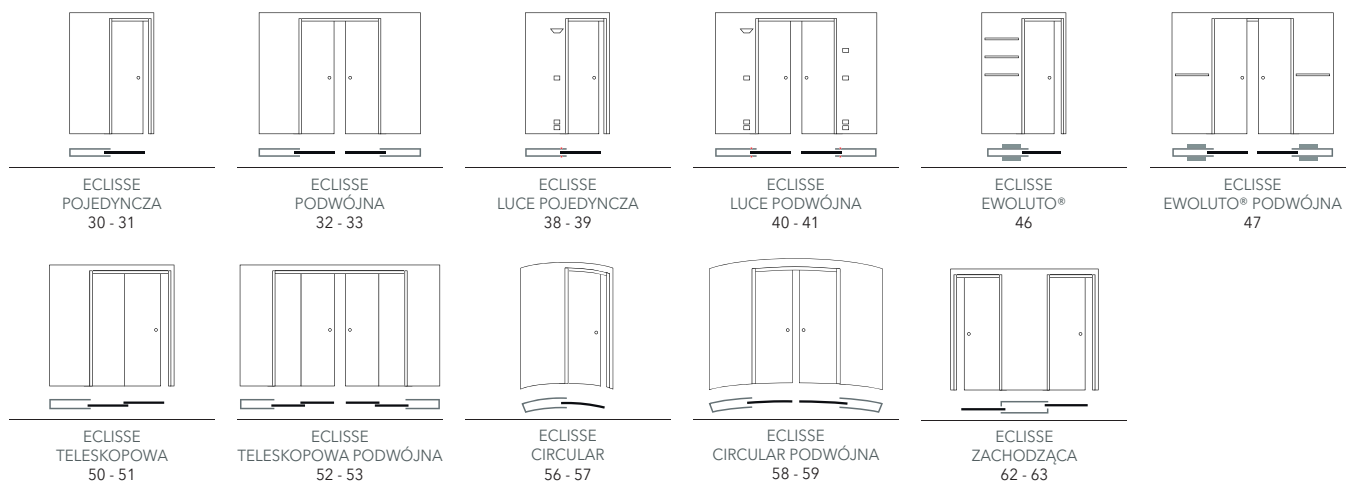 ECLISSE
POJEDYNCZA
30 - 31
ECLISSE
PODWÓJNA
32 - 33
ECLISSE
LUCE POJEDYNCZA
38 - 39
ECLISSE
LUCE PODWÓJNA
40 - 41
ECLISSE
EWOLUTO®
46
ECLISSE
EWOLUTO® PODWÓJNA
47
ECLISSE
TELESKOPOWA
50 - 51
ECLISSE
TELESKOPOWA PODWÓJNA
52 - 53
ECLISSE
CIRCULAR
56 - 57
ECLISSE
CIRCULAR PODWÓJNA
58 - 59
ECLISSE
ZACHODZĄCA
62 - 63